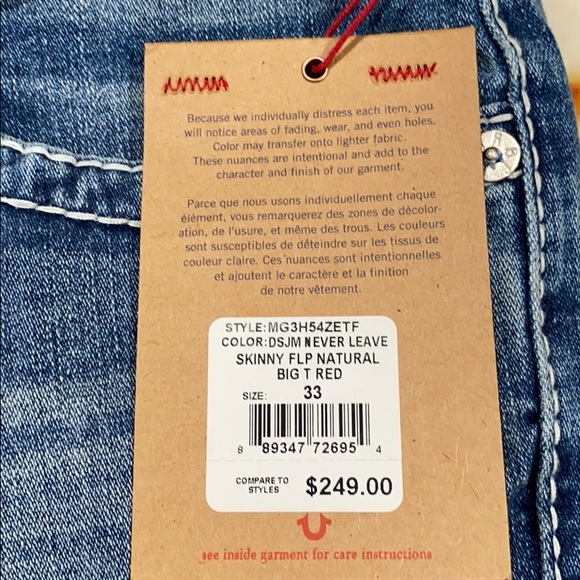 Because we individually distress each item, you
will notice areas of fading, wear, and even holes.
Color may transfer onto lighter fabric.
These nuances are intentional and add to the
character and finish of our garment.
Parce que nous usons individuellement chaque
élément, vous remarquerez des zones de décolor-
ation, de l'usure, et même des trous. Les couleurs
sont susceptibles de déteindre sur les tissus de
couleur claire. Ces nuances sont intentionnelles
et ajoutent le caractère et la finition
de notre vêtement.
STYLE:MG3H54ZETF
COLOR:DSJM NEVER LEAVE
SKINNY FLP NATURAL
BIG T RED
SIZE: 33
8 89347 72695 4
COMPARE TO
STYLES $249.00
see inside garment for care instructions